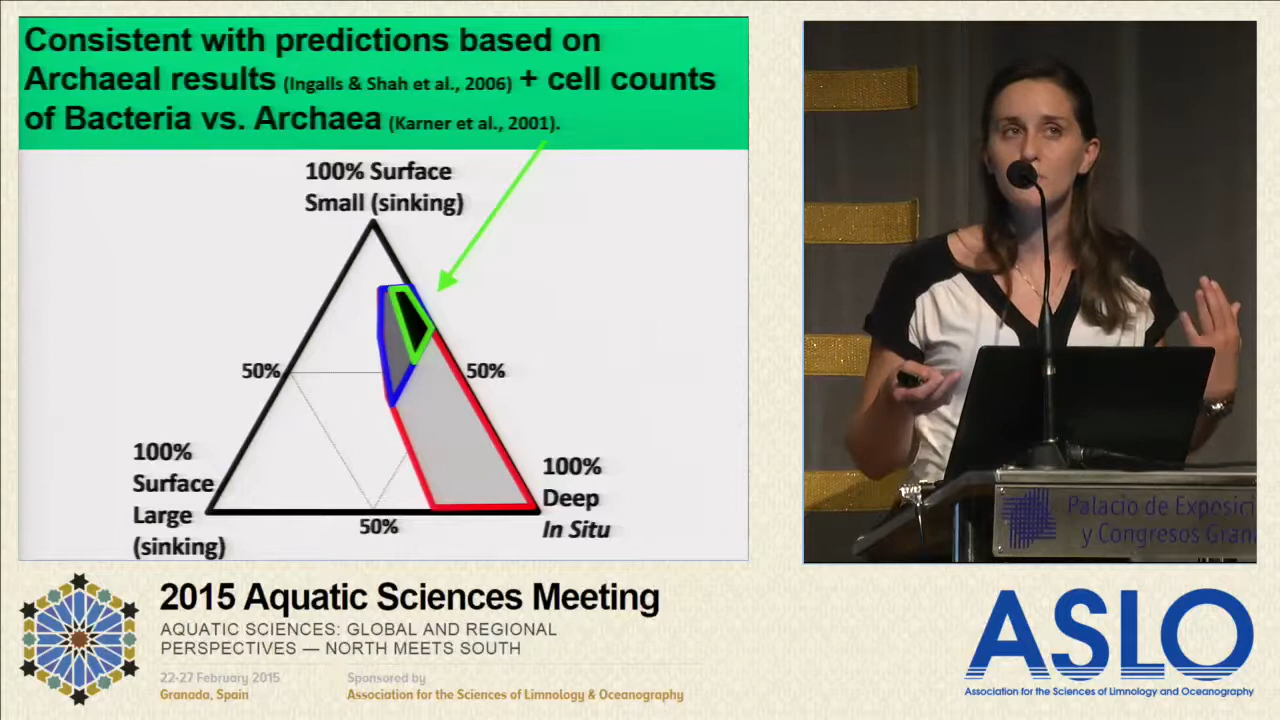 Consistent with predictions based on
Archaeal results (Ingalls & Shah et al., 2006) + cell counts
of Bacteria vs. Archaea (Karner et al., 2001).
100% Surface
Small (sinking)
50%
50%
100%
Surface
Large
(sinking)
50%
100%
Deep
In Situ
Palacio de Exposici
y Congresos Gran
2015 Aquatic Sciences Meeting
AQUATIC SCIENCES: GLOBAL AND REGIONAL
PERSPECTIVES — NORTH MEETS SOUTH
22-27 February 2015
Granada, Spain
Sponsored by
Association for the Sciences of Limnology & Oceanography
ASLO
Association for the Sciences of Limnology and Oceanography